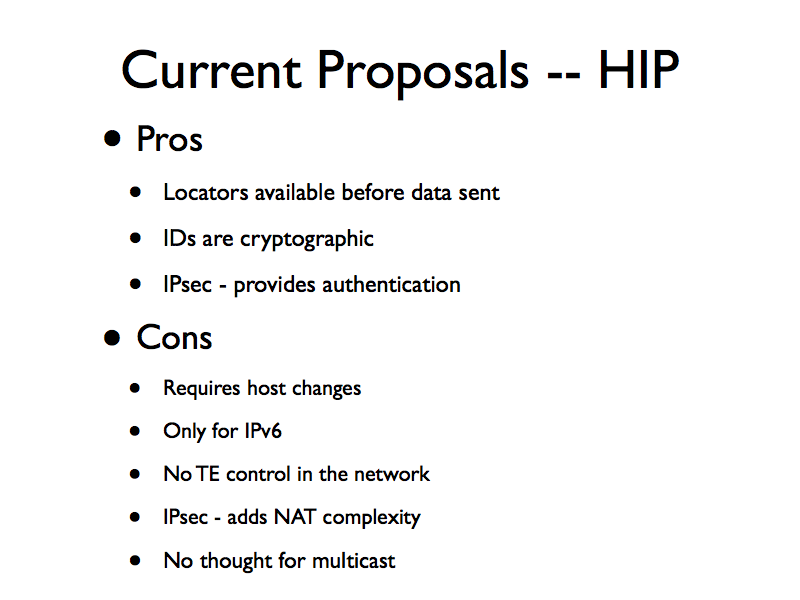 Current Proposals -- HIP
• Pros
• Locators available before data sent
• IDs are cryptographic
• IPsec - provides authentication
• Cons
• Requires host changes
• Only for IPv6
• No TE control in the network
• IPsec - adds NAT complexity
• No thought for multicast